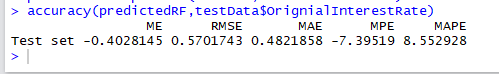 > accuracy(predictedRF,testData$OrignialInterestRate)
ME RMSE MAE MPE MAPE
Test set -0.4028145 0.5701743 0.4821858 -7.39519 8.552928
>